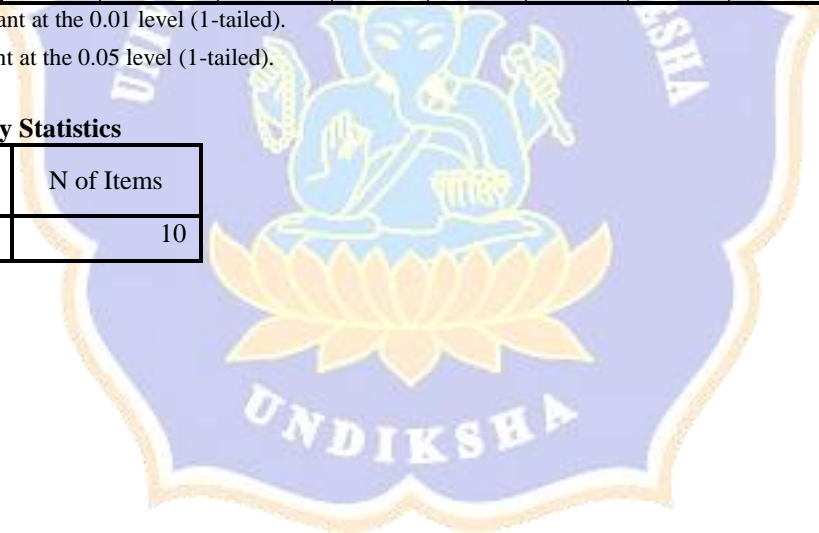 ant at the 0.01 level (1-tailed).
nt at the 0.05 level (1-tailed).
y Statistics
N of Items
10
UNDIKSHA